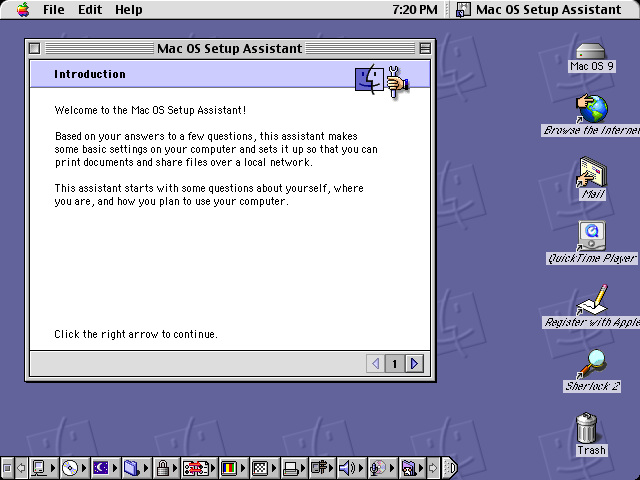 File Edit Help 7:20 PM Mac OS Setup Assistant
Mac OS Setup Assistant
Introduction
Welcome to the Mac OS Setup Assistant!
Based on your answers to a few questions, this assistant makes
some basic settings on your computer and sets it up so that you can
print documents and share files over a local network.
This assistant starts with some questions about yourself, where
you are, and how you plan to use your computer.
Click the right arrow to continue.
1
Mac OS 9
Browse the Internet
Mail
QuickTime Player
Register with Apple
Sherlock 2
Trash